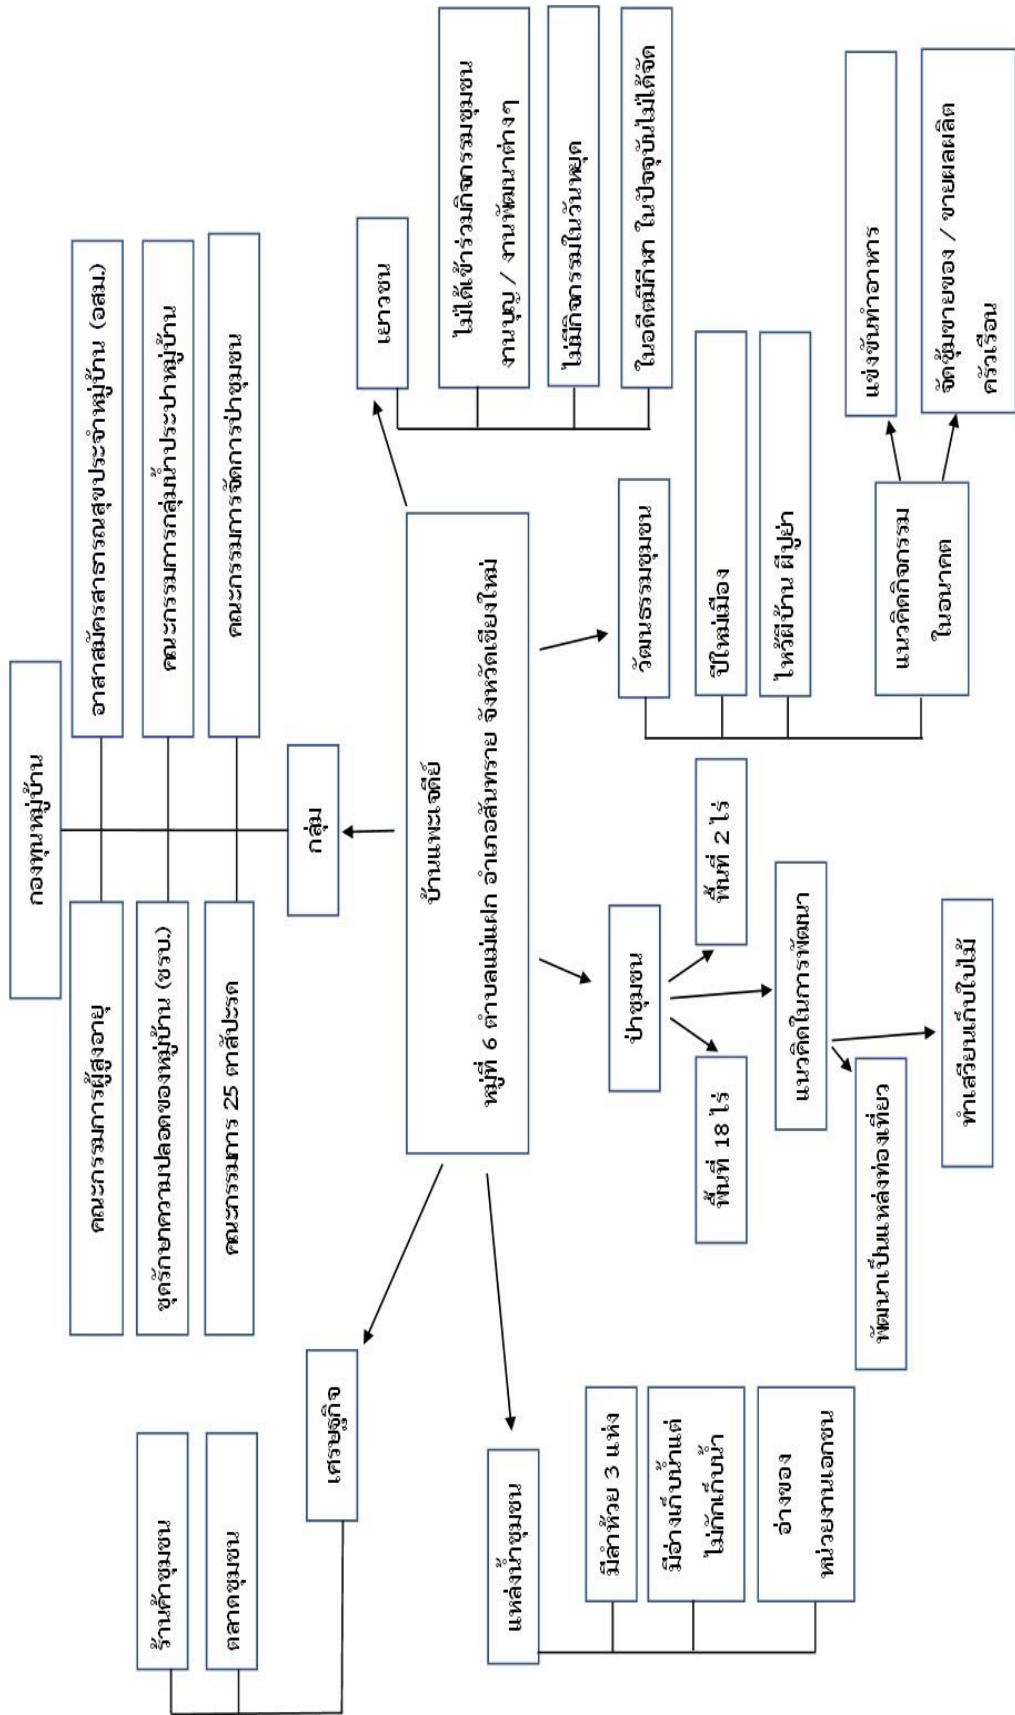 กองทุนหมู่บ้าน
คณะกรรมการผู้สูงอายุ
อาสาสมัครสาธารณสุขประจำหมู่บ้าน (อสม.)
ชุดรักษาความปลอดของหมู่บ้าน (ชรบ.)
คณะกรรมการกลุ่มน้ำประปาหมู่บ้าน
คณะกรรมการ 25 ตาสัปะรด
คณะกรรมการจัดการป่าชุมชน
กลุ่ม
ร้านค้าชุมชน
ตลาดชุมชน
เศรษฐกิจ
เยาวชน
ไม่ได้เข้าร่วมกิจกรรมชุมชน
งานบุญ / งานพัฒนาต่างๆ
ไม่มีกิจกรรมในวันหยุด
ในอดีตมีกีฬา ในปัจจุบันไม่ได้จัด
บ้านแพะเจดีย์
หมู่ที่ 6 ตำบลแม่แฝก อำเภอสันทราย จังหวัดเชียงใหม่
แหล่งน้ำชุมชน
มีลำห้วย 3 แห่ง
มีอ่างเก็บน้ำแต่
ไม่กักเก็บน้ำ
อ่างของ
หน่วยงานเอกชน
ป่าชุมชน
พื้นที่ 18 ไร่
พื้นที่ 2 ไร่
แนวคิดในการพัฒนา
พัฒนาเป็นแหล่งท่องเที่ยว
ทำเสวียนเก็บใบไม้
วัฒนธรรมชุมชน
ปีใหม่เมือง
ไหว้ผีบ้าน ผีปู่ย่า
แนวคิดกิจกรรม
ในอนาคต
แข่งขันทำอาหาร
จัดซุ้มขายของ / ขายผลผลิต
ครัวเรือน